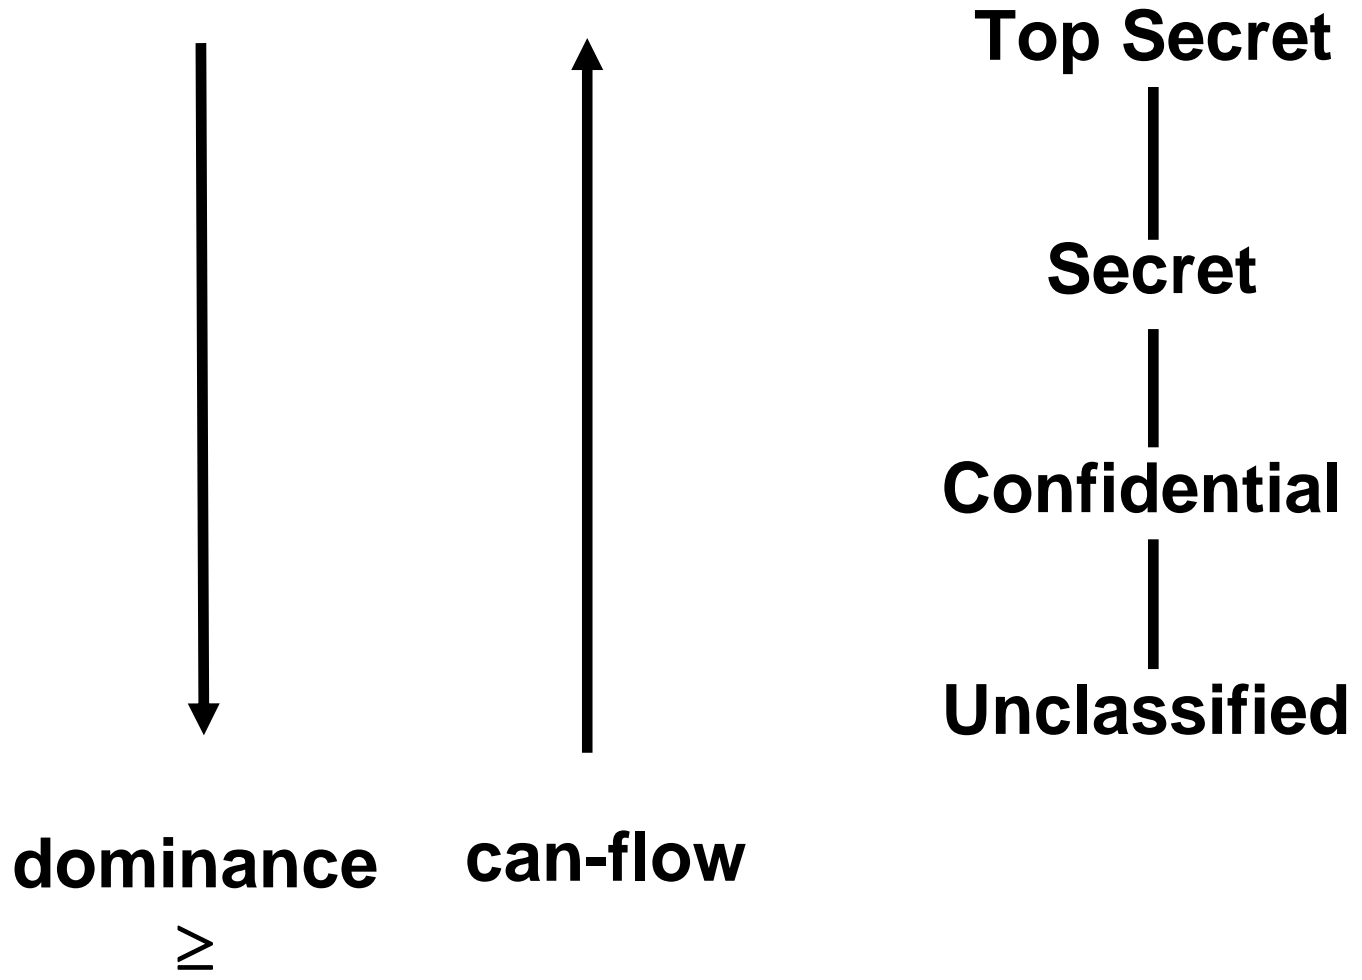 Top Secret
Secret
Confidential
Unclassified
dominance
≥
can-flow